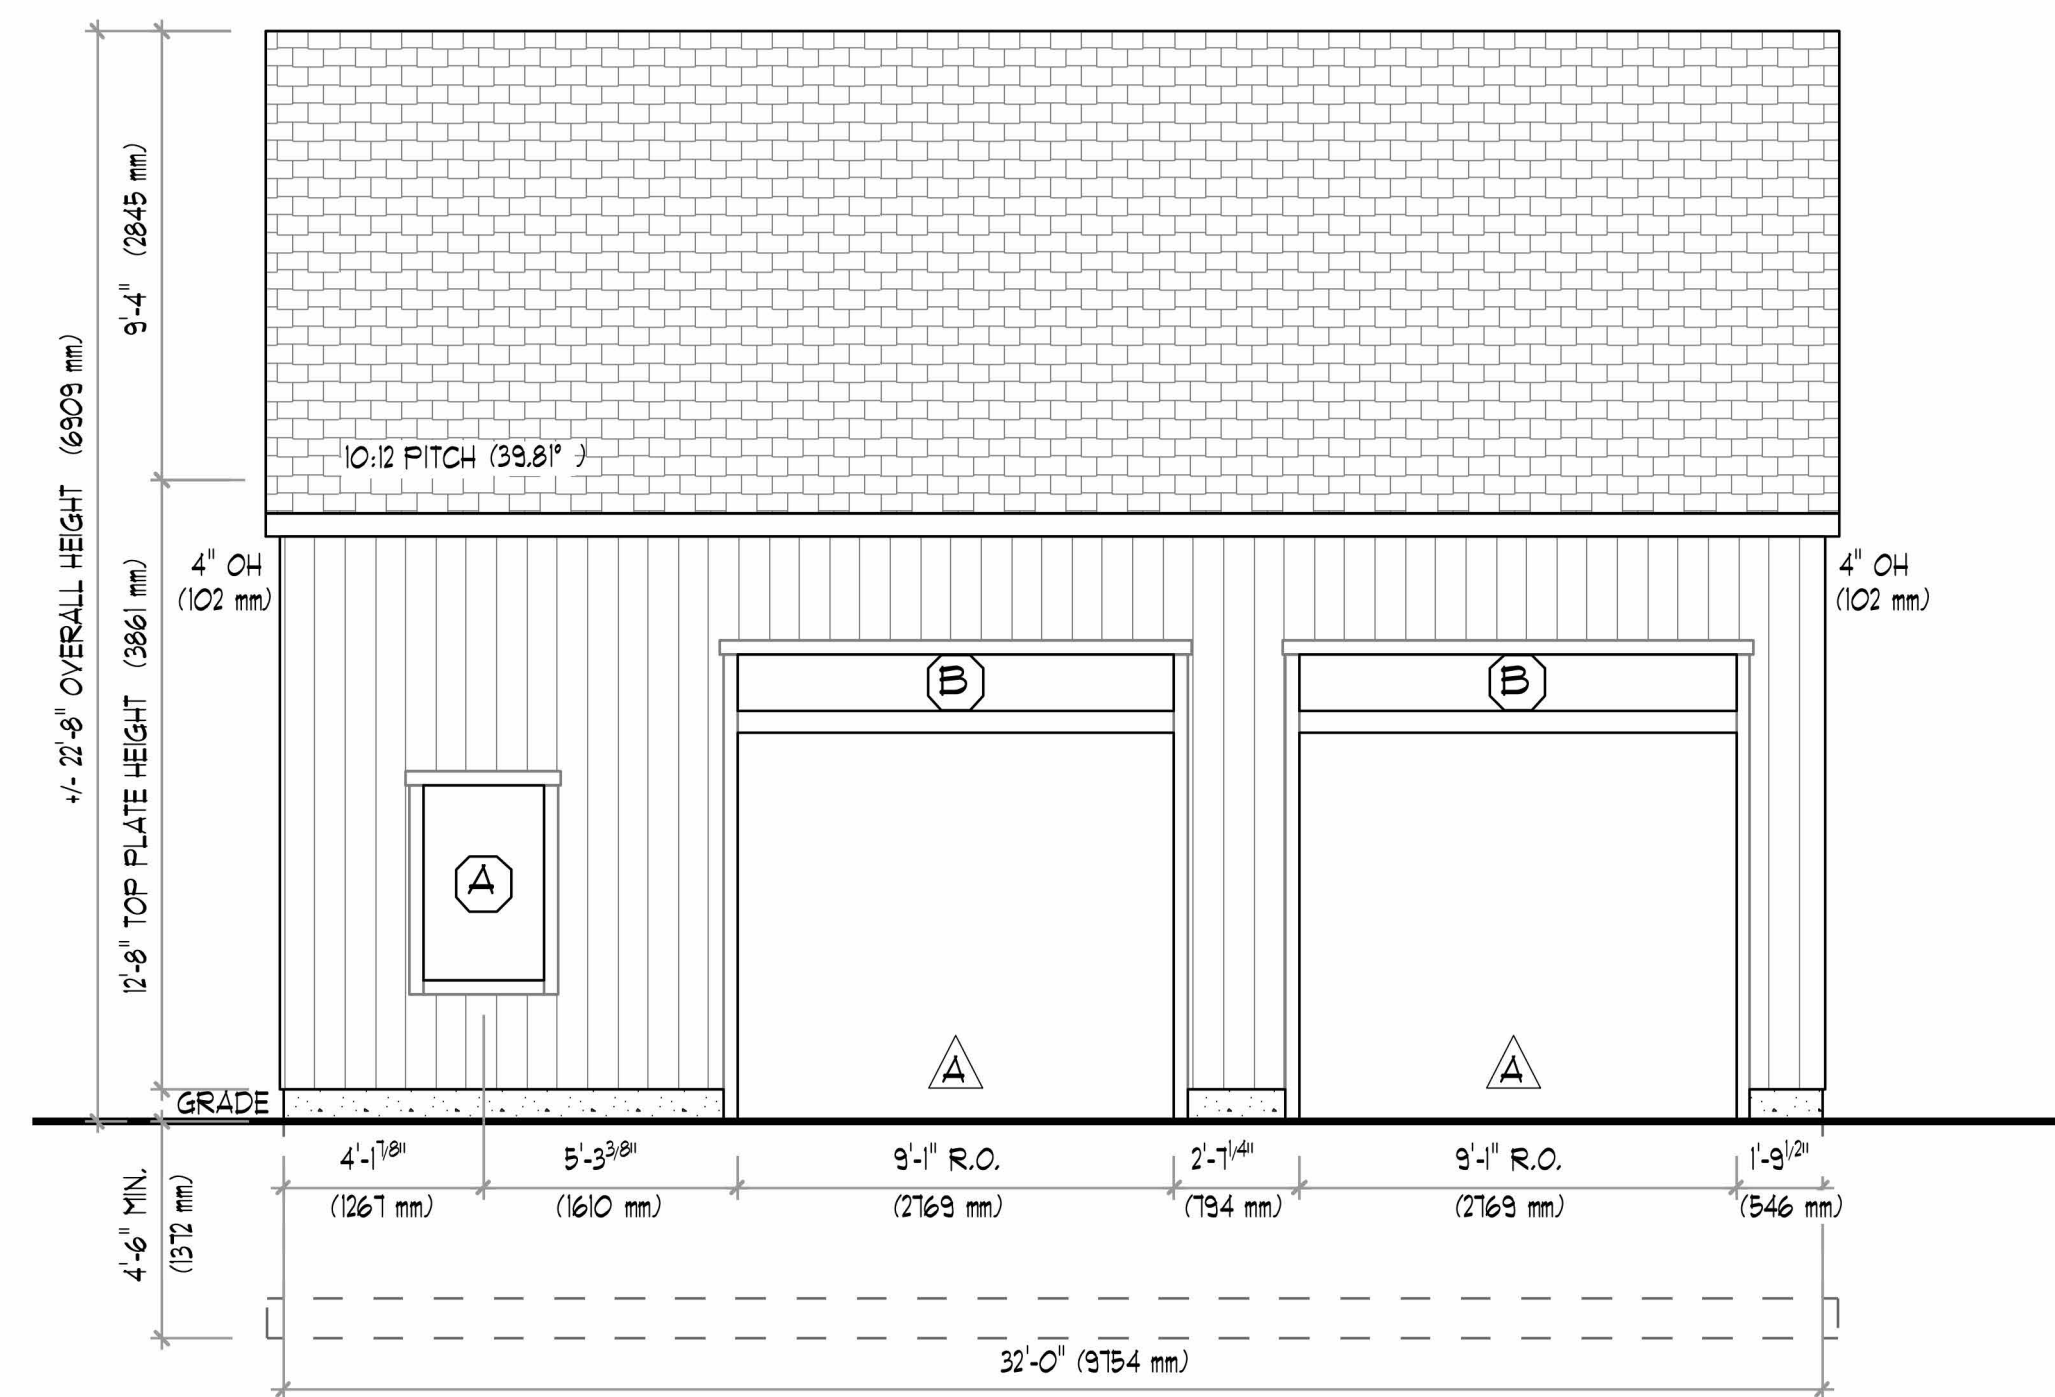 9'-4" (2845 mm)
+/- 22'-8" OVERALL HEIGHT (6909 mm)
12'-8" TOP PLATE HEIGHT (3861 mm)
10:12 PITCH (39.81° )
4" OH
(102 mm)
4" OH
(102 mm)
B
B
A
A
A
GRADE
4'-6" MIN.
(1372 mm)
4'-1 7/8"
(1267 mm)
5'-3 3/8"
(1610 mm)
9'-1" R.O.
(2769 mm)
2'-7 1/4"
(794 mm)
9'-1" R.O.
(2769 mm)
1'-9 1/2"
(546 mm)
32'-0" (9754 mm)